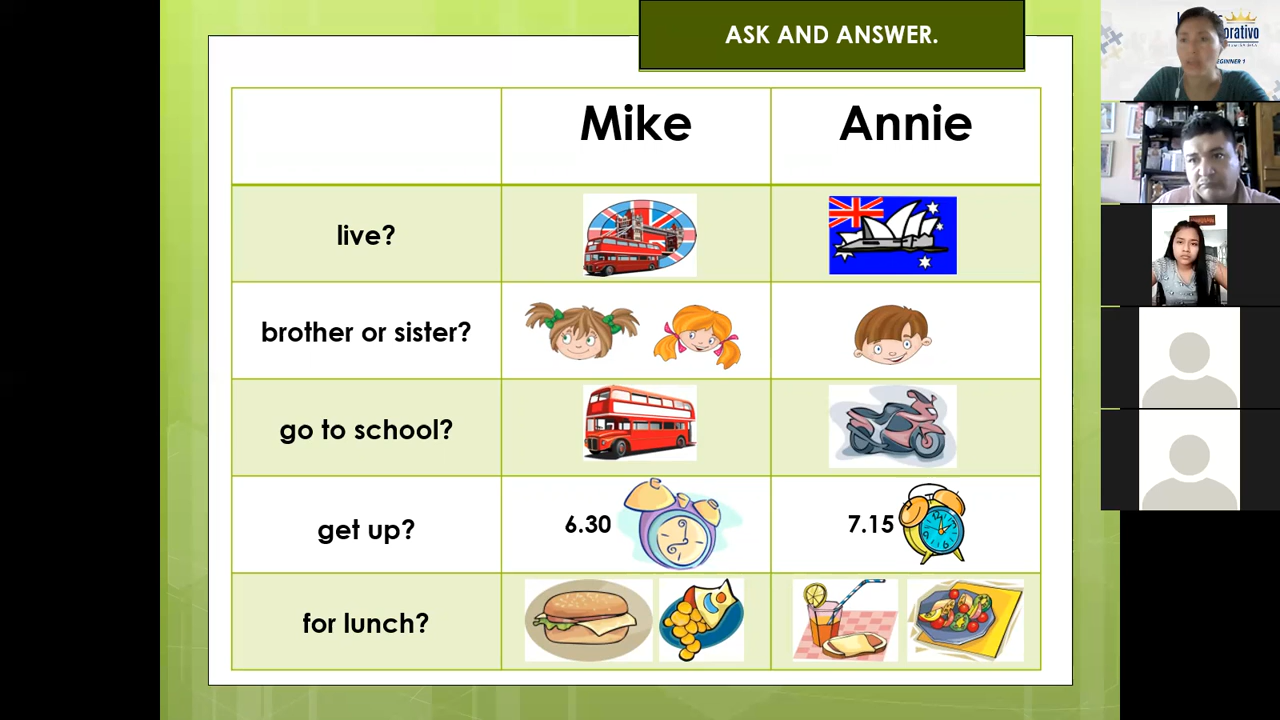 ASK AND ANSWER.
Mike
Annie
live?
brother or sister?
go to school?
get up?
6.30
7.15
for lunch?